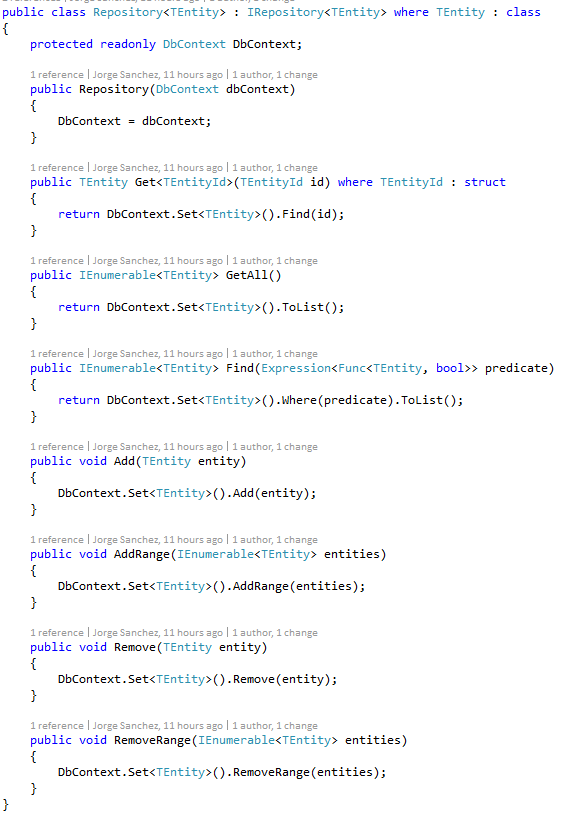 public class Repository<TEntity> : IRepository<TEntity> where TEntity : class
{
    protected readonly DbContext DbContext;
    1 reference | Jorge Sanchez, 11 hours ago | 1 author, 1 change
    public Repository(DbContext dbContext)
    {
        DbContext = dbContext;
    }
    1 reference | Jorge Sanchez, 11 hours ago | 1 author, 1 change
    public TEntity Get<TEntityId>(TEntityId id) where TEntityId : struct
    {
        return DbContext.Set<TEntity>().Find(id);
    }
    1 reference | Jorge Sanchez, 11 hours ago | 1 author, 1 change
    public IEnumerable<TEntity> GetAll()
    {
        return DbContext.Set<TEntity>().ToList();
    }
    1 reference | Jorge Sanchez, 11 hours ago | 1 author, 1 change
    public IEnumerable<TEntity> Find(Expression<Func<TEntity, bool>> predicate)
    {
        return DbContext.Set<TEntity>().Where(predicate).ToList();
    }
    1 reference | Jorge Sanchez, 11 hours ago | 1 author, 1 change
    public void Add(TEntity entity)
    {
        DbContext.Set<TEntity>().Add(entity);
    }
    1 reference | Jorge Sanchez, 11 hours ago | 1 author, 1 change
    public void AddRange(IEnumerable<TEntity> entities)
    {
        DbContext.Set<TEntity>().AddRange(entities);
    }
    1 reference | Jorge Sanchez, 11 hours ago | 1 author, 1 change
    public void Remove(TEntity entity)
    {
        DbContext.Set<TEntity>().Remove(entity);
    }
    1 reference | Jorge Sanchez, 11 hours ago | 1 author, 1 change
    public void RemoveRange(IEnumerable<TEntity> entities)
    {
        DbContext.Set<TEntity>().RemoveRange(entities);
    }
}